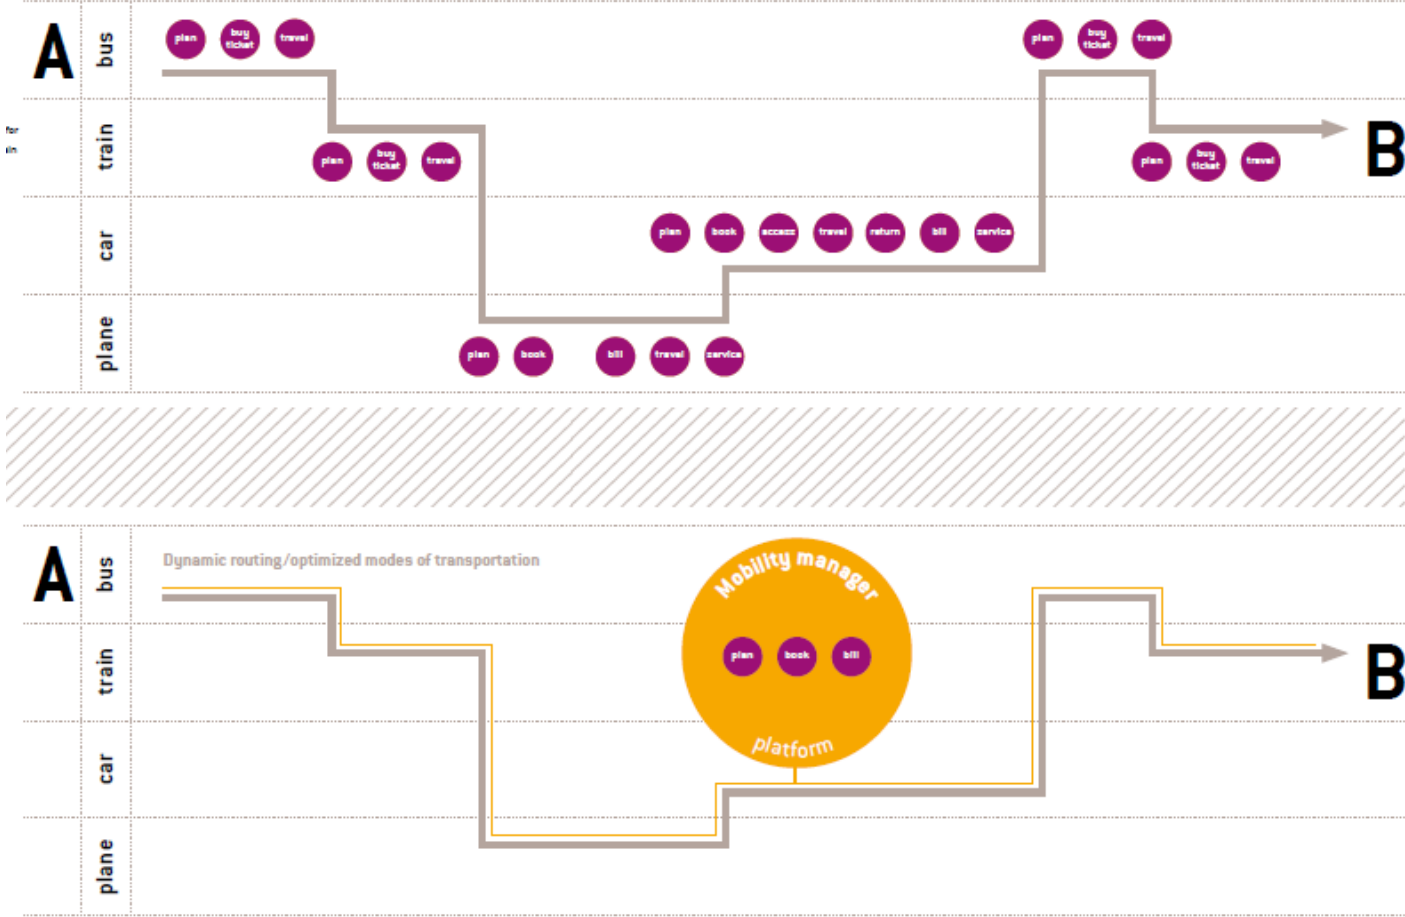 A
bus
plan
buy
ticket
travel
plan
buy
ticket
travel
for
in
train
plan
buy
ticket
travel
plan
buy
ticket
travel
B
car
plan
book
access
travel
return
bill
service
plane
plan
book
bill
travel
service
A
bus
Dynamic routing/optimized modes of transportation
Mobility manager
train
plan
book
bill
B
platform
car
plane